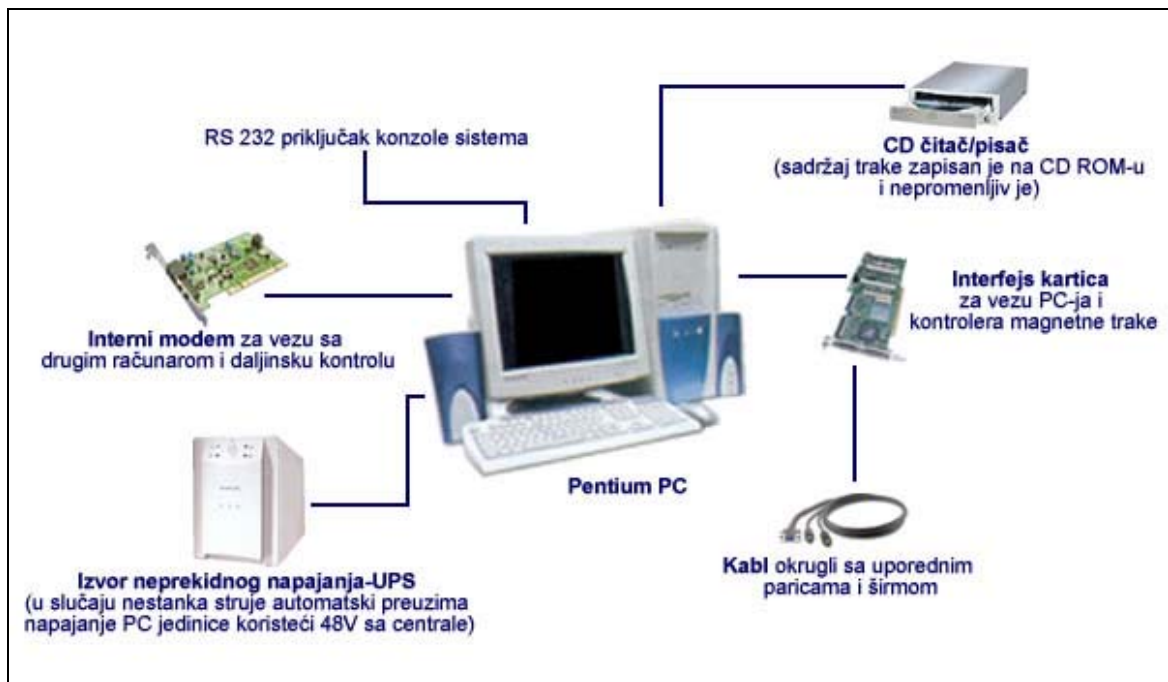 RS 232 priključak konzole sistema
CD čitač/pisač
(sadržaj trake zapisan je na CD ROM-u
i nepromenljiv je)
Interni modem za vezu sa
drugim računarom i daljinsku kontrolu
Interfejs kartica
za vezu PC-ja i
kontrolera magnetne trake
Pentium PC
Izvor neprekidnog napajanja-UPS
(u slučaju nestanka struje automatski preuzima
napajanje PC jedinice koristeći 48V sa centrale)
Kabl okrugli sa uporednim
paricama i širmom